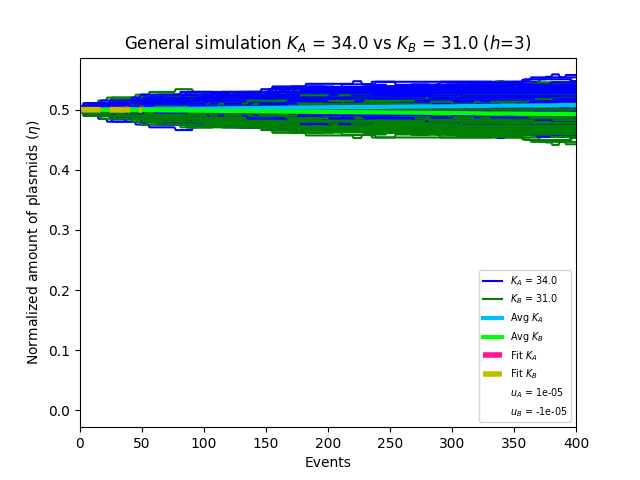 General simulation K_A = 34.0 vs K_B = 31.0 (h=3)
Normalized amount of plasmids (η)
0.5
0.4
0.3
0.2
0.1
0.0
K_A = 34.0
K_B = 31.0
Avg K_A
Avg K_B
Fit K_A
Fit K_B
u_A = 1e-05
u_B = -1e-05
0 50 100 150 200 250 300 350 400
Events